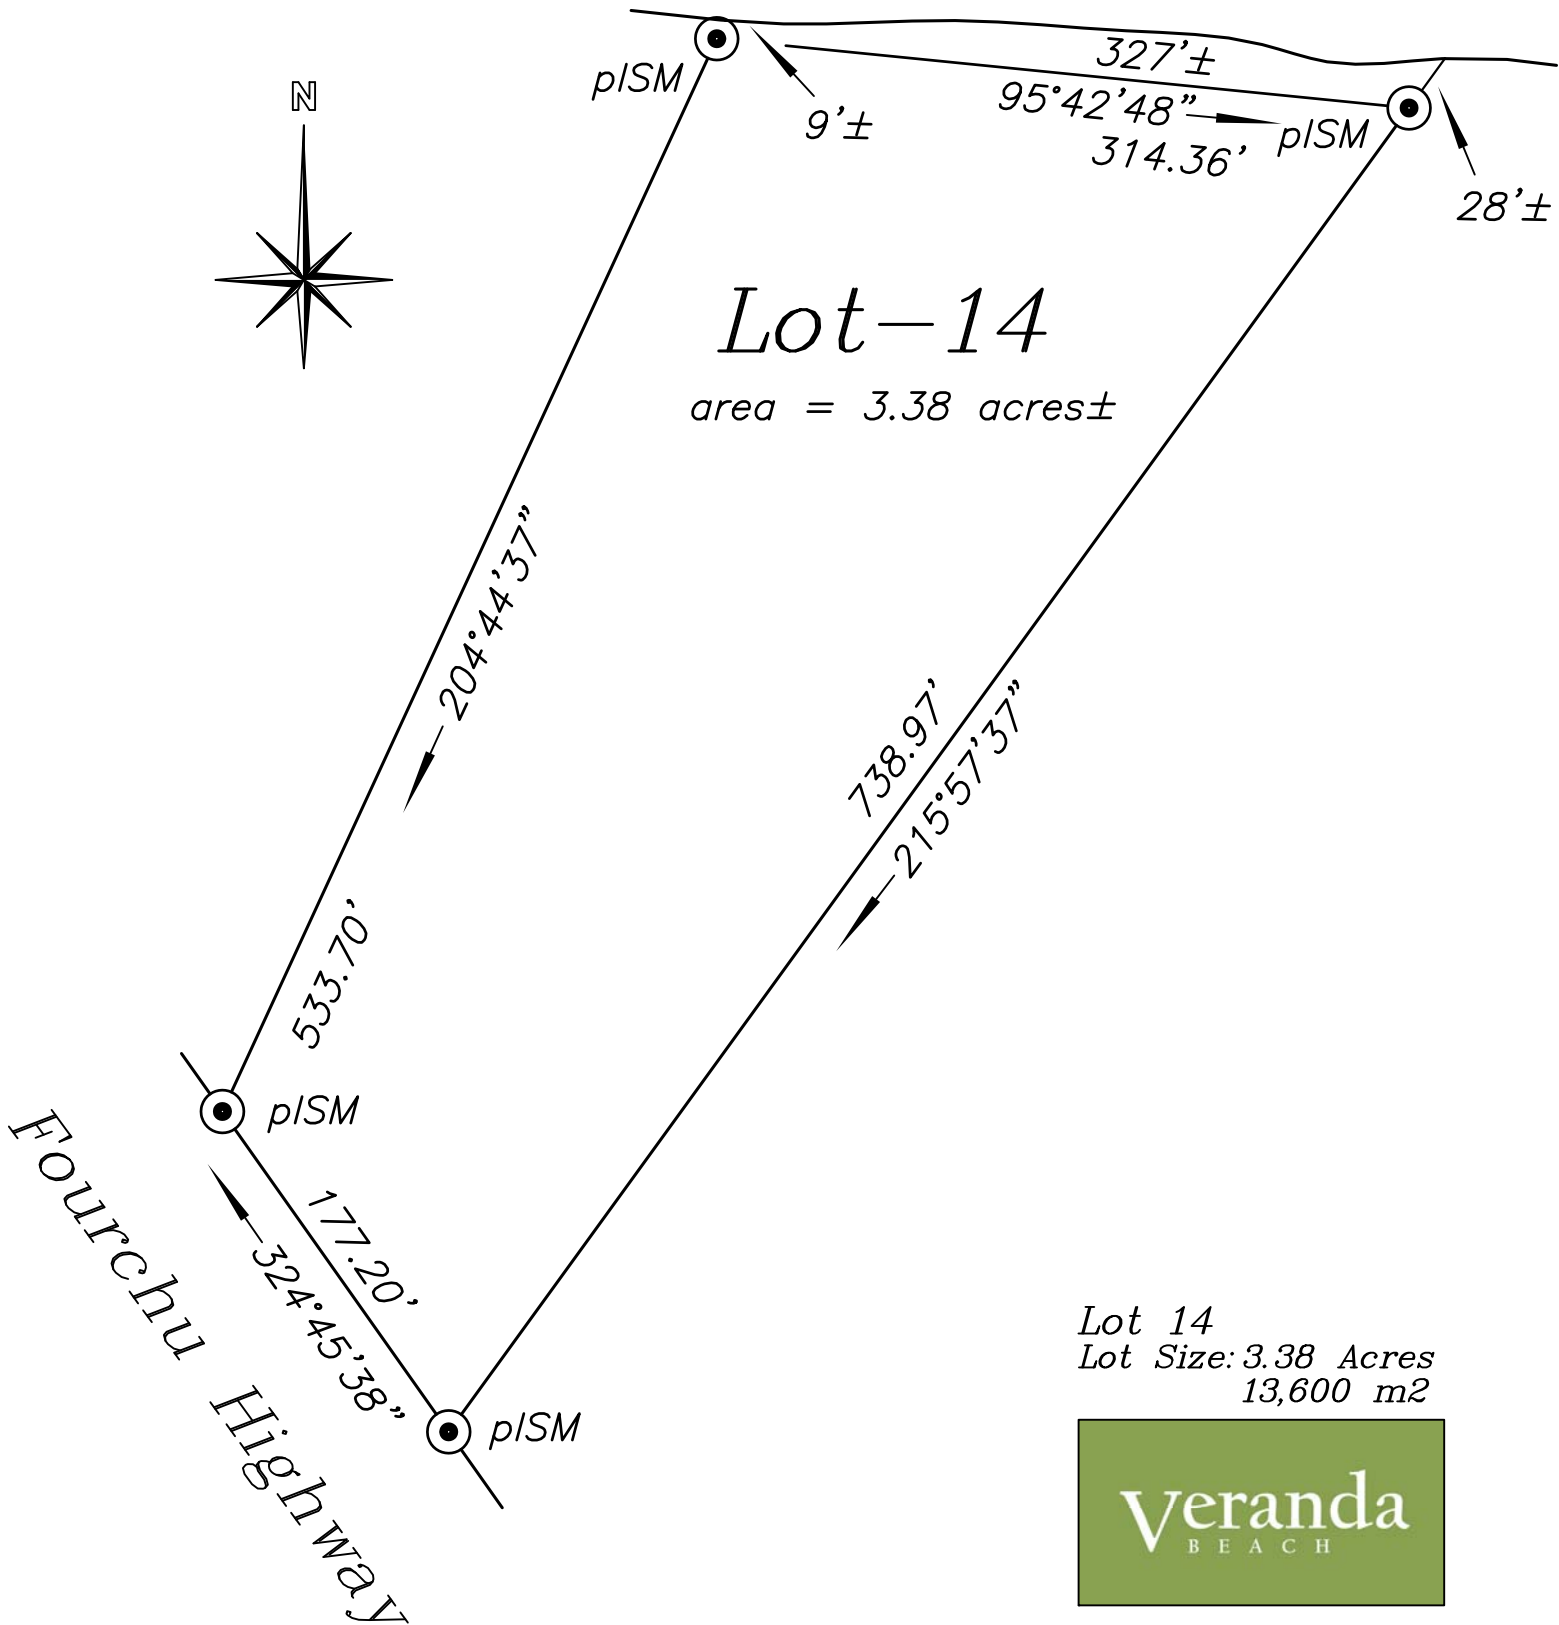 N
plSM
327'±
95°42'48"
314.36'
plSM
9'±
28'±
Lot-14
area = 3.38 acres±
204°44'37"
533.70'
738.97'
215°57'37"
plSM
177.20'
324°45'38"
plSM
Fourchu Highway
Lot 14
Lot Size: 3.38 Acres
13,600 m2
Veranda
BEACH